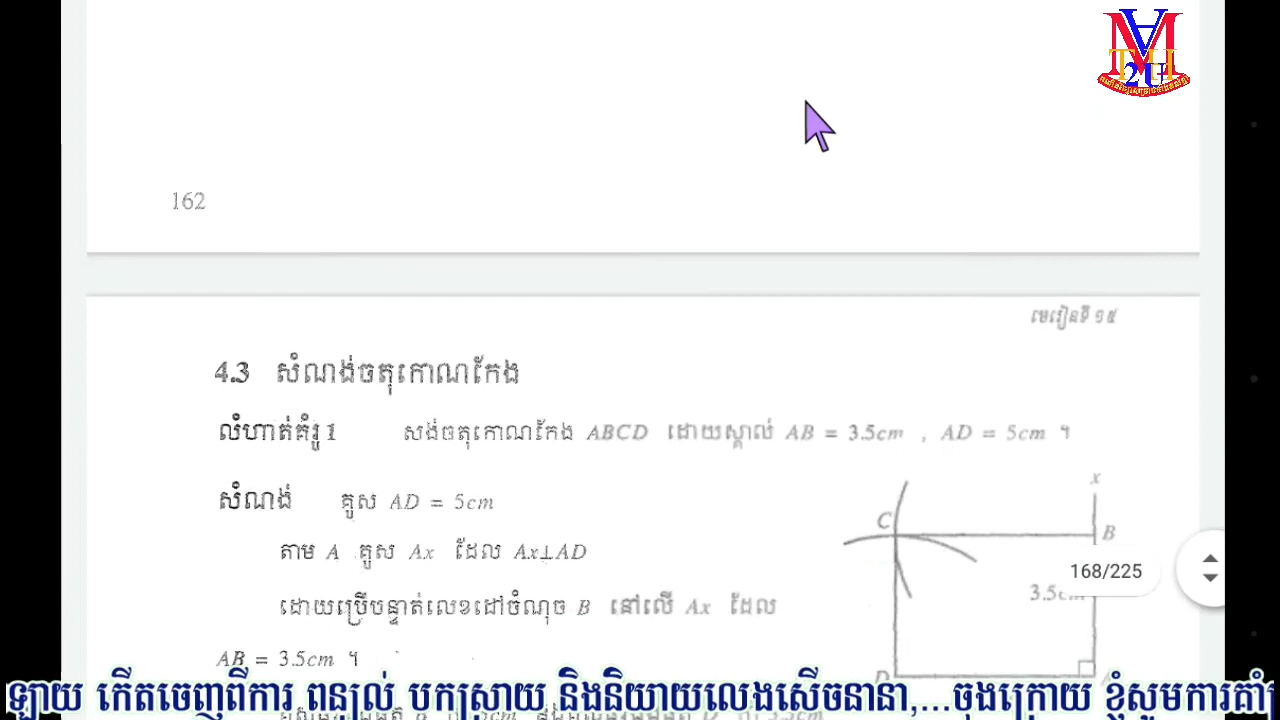 162
មេរៀនទី ១៥
4.3 សំណង់ចតុកោណកែង
លំហាត់គំរូ 1 សង់ចតុកោណកែង ABCD ដោយស្គាល់ AB = 3.5cm , AD = 5cm ។
សំណង់ គូស AD = 5cm
តាម A គូស Ax ដែល Ax⊥AD
ដោយប្រើបន្ទាត់លេខដៅចំណុច B នៅលើ Ax ដែល
AB = 3.5cm ។
x
C
B
168/225
3.5cm
D
ឡាយ កើតចេញពីការ ពន្យល់ បកស្រាយ និងនិយាយលេងសើចនានា,...ចុងក្រោយ ខ្ញុំសូមការគាំ